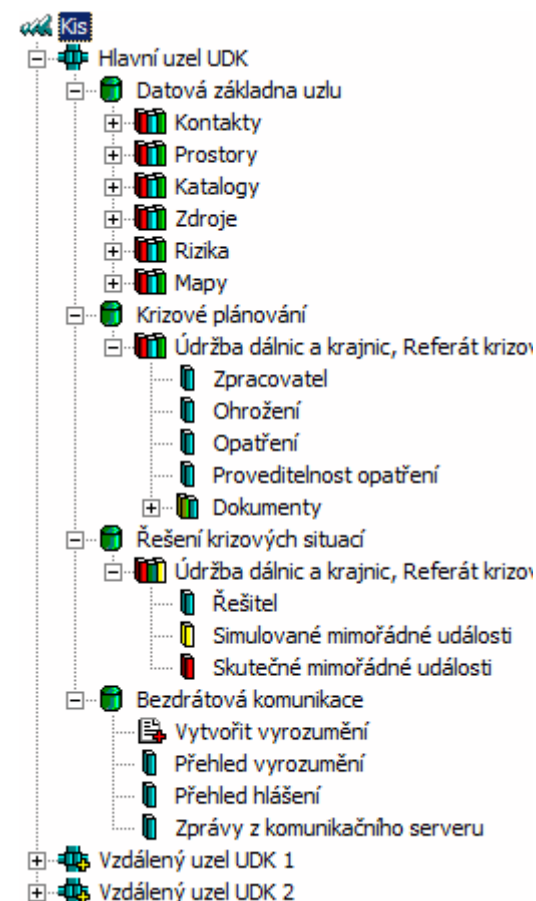 Kis
Hlavní uzel UDK
Datová základna uzlu
Kontakty
Prostory
Katalogy
Zdroje
Rizika
Mapy
Krizové plánování
Údržba dálnic a krajnic, Referát krizov
Zpracovatel
Ohrožení
Opatření
Proveditelnost opatření
Dokumenty
Řešení krizových situací
Údržba dálnic a krajnic, Referát krizov
Řešitel
Simulované mimořádné události
Skutečné mimořádné události
Bezdrátová komunikace
Vytvořit vyrozumění
Přehled vyrozumění
Přehled hlášení
Zprávy z komunikačního serveru
Vzdálený uzel UDK 1
Vzdálený uzel UDK 2